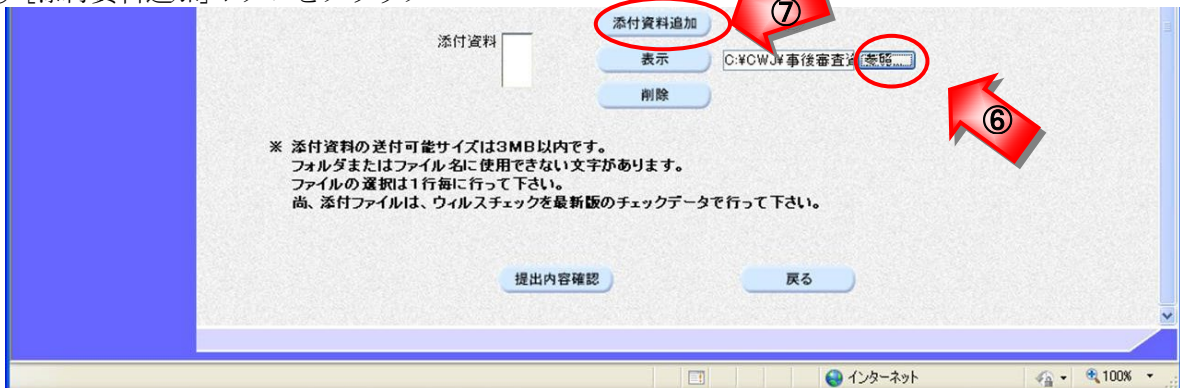 添付資料追加
⑦
添付資料
表示
C:¥CWJ¥事後審査資
参照...
削除
⑥
※ 添付資料の送付可能サイズは3MB以内です。
フォルダまたはファイル名に使用できない文字があります。
ファイルの選択は1行毎に行って下さい。
尚、添付ファイルは、ウィルスチェックを最新版のチェックデータで行って下さい。
提出内容確認
戻る
インターネット
100%